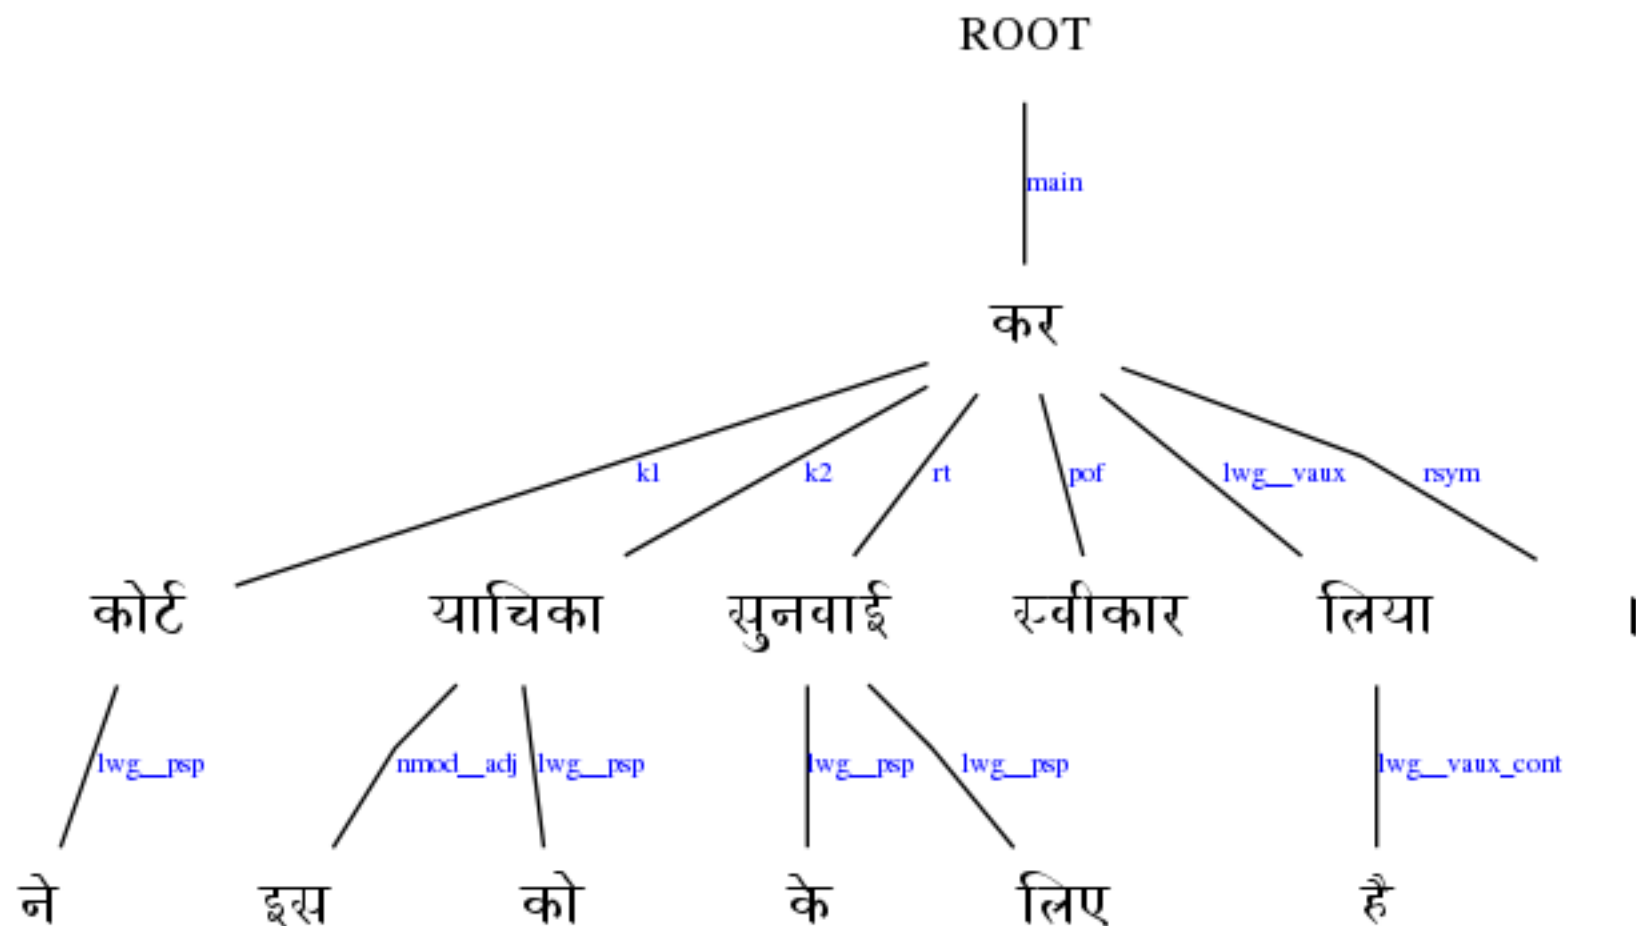 ROOT
main
कर
k1 k2 rt pof lwg__vaux rsym
कोर्ट याचिका सुनवाई स्वीकार लिया ।
lwg__psp nmod__adj lwg__psp lwg__psp lwg__psp lwg__vaux_cont
ने इस को के लिए है